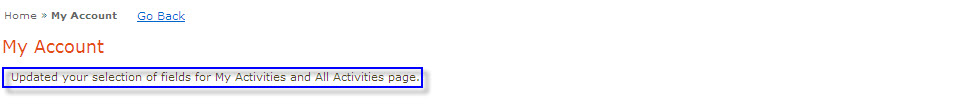 Home » My Account Go Back
My Account
Updated your selection of fields for My Activities and All Activities page.